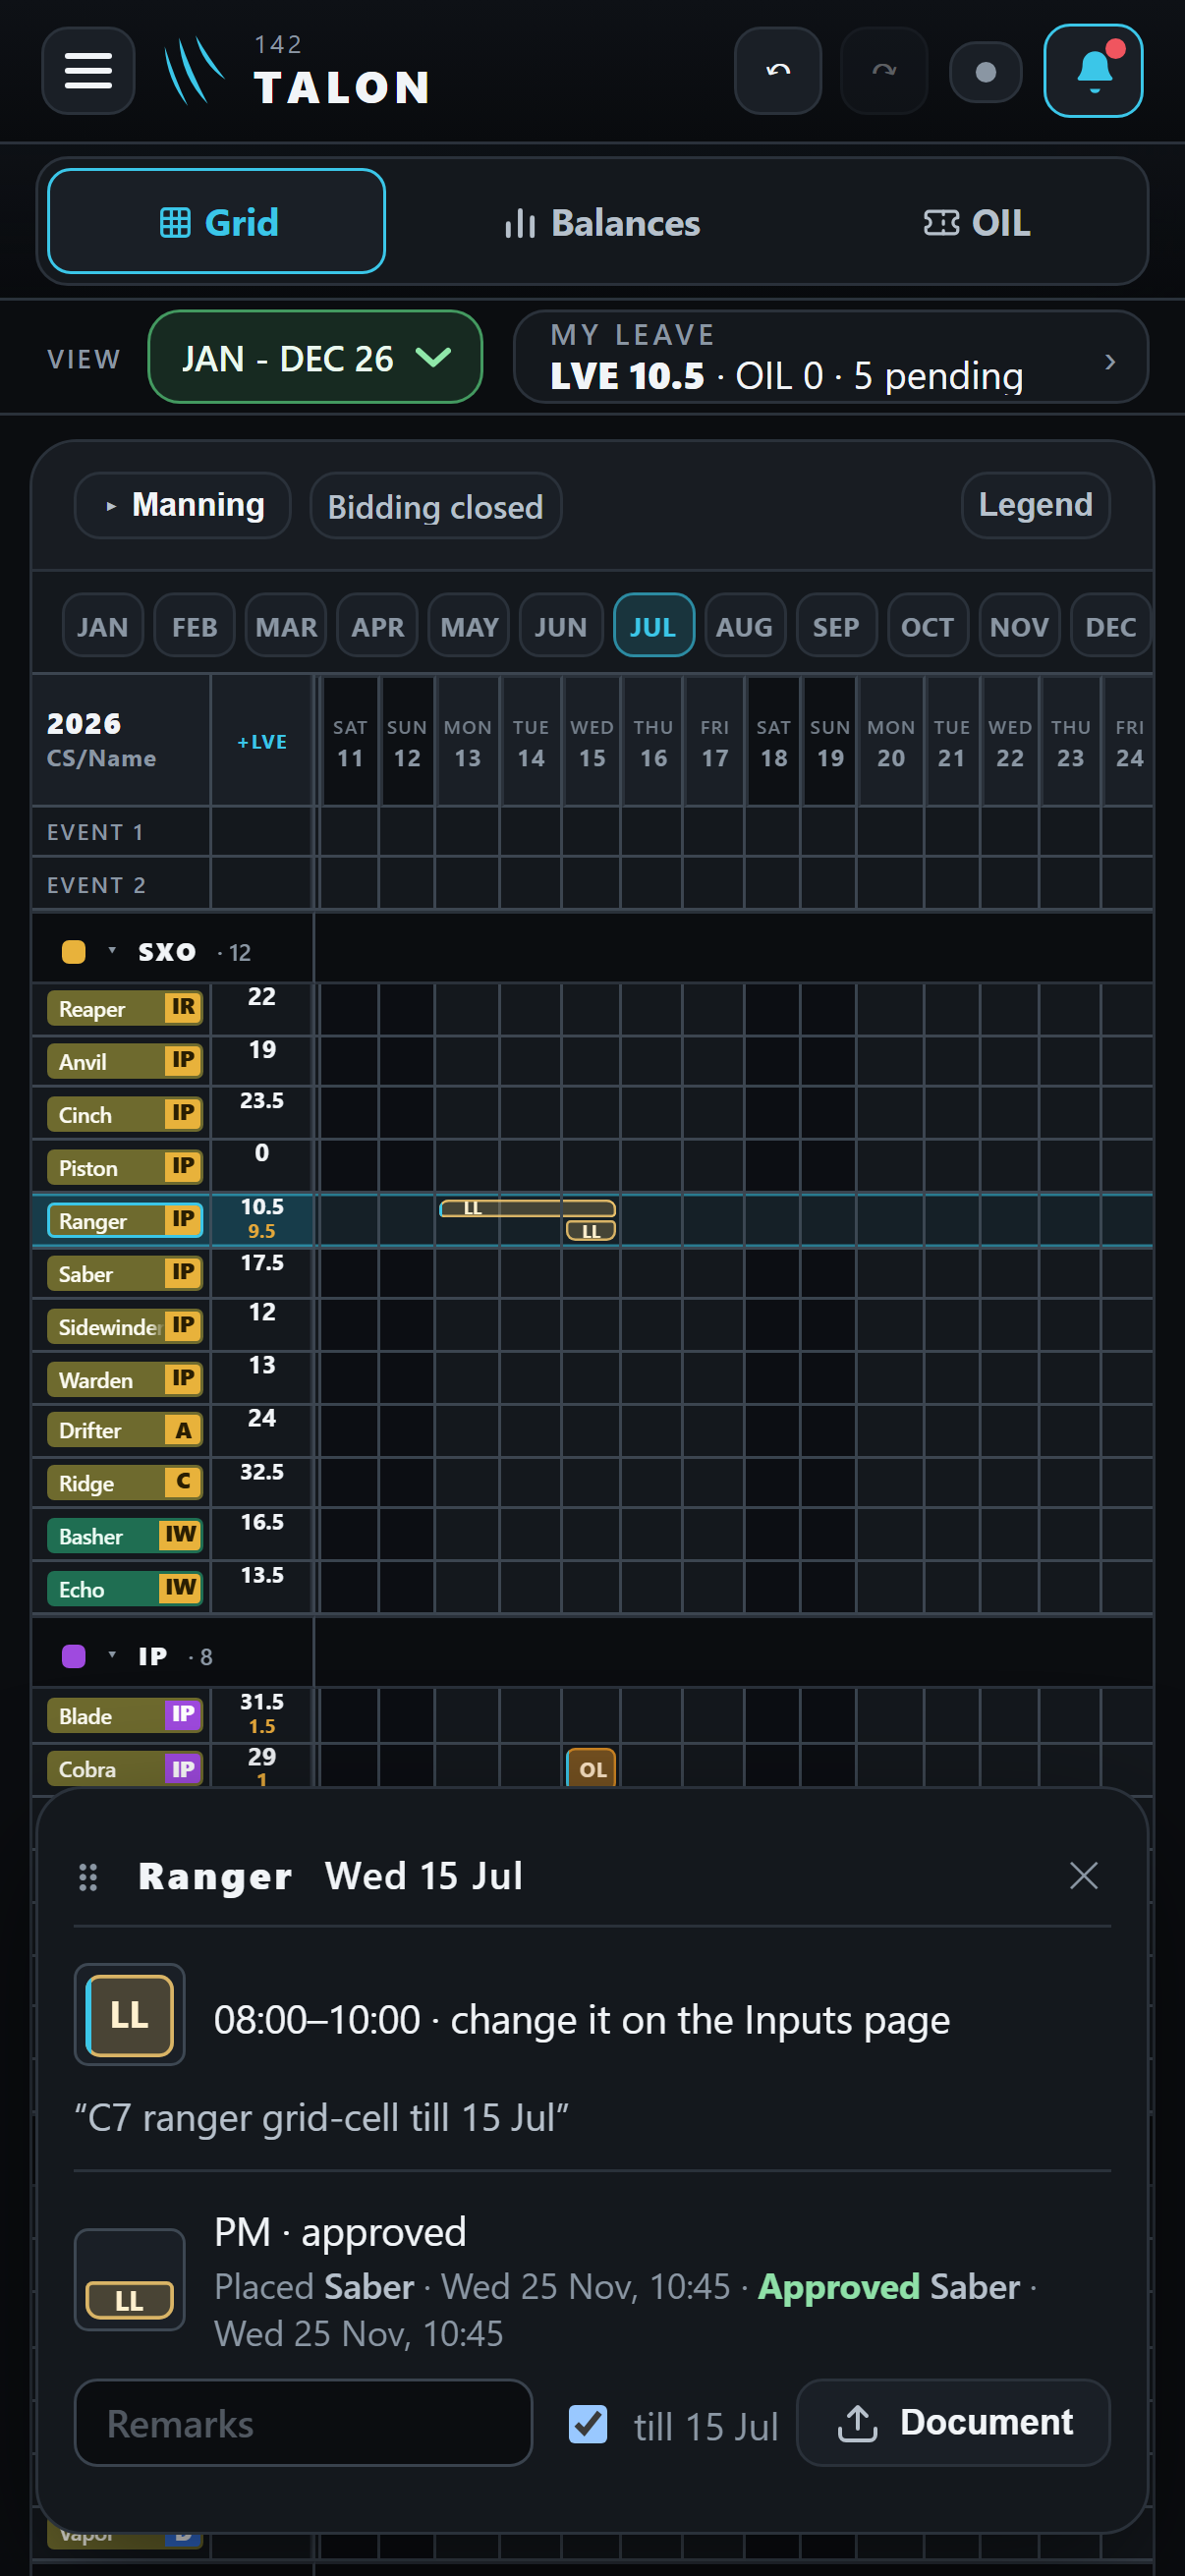 142
TALON
Grid
Balances
OIL
VIEW
JAN - DEC 26
MY LEAVE
LVE 10.5 · OIL 0 · 5 pending
Manning
Bidding closed
Legend
JAN FEB MAR APR MAY JUN JUL AUG SEP OCT NOV DEC
2026
CS/Name
+LVE
SAT SUN MON TUE WED THU FRI SAT SUN MON TUE WED THU FRI
11 12 13 14 15 16 17 18 19 20 21 22 23 24
EVENT 1
EVENT 2
SXO · 12
Reaper IR 22
Anvil IP 19
Cinch IP 23.5
Piston IP 0
Ranger IP 10.5 LL
9.5 LL
Saber IP 17.5
Sidewinder IP 12
Warden IP 13
Drifter A 24
Ridge C 32.5
Basher IW 16.5
Echo IW 13.5
IP · 8
Blade IP 31.5
1.5
Cobra IP 29 OL
1
Ranger Wed 15 Jul
LL 08:00–10:00 · change it on the Inputs page
“C7 ranger grid-cell till 15 Jul”
PM · approved
LL
Placed Saber · Wed 25 Nov, 10:45 · Approved Saber ·
Wed 25 Nov, 10:45
Remarks
till 15 Jul
Document
Vapor